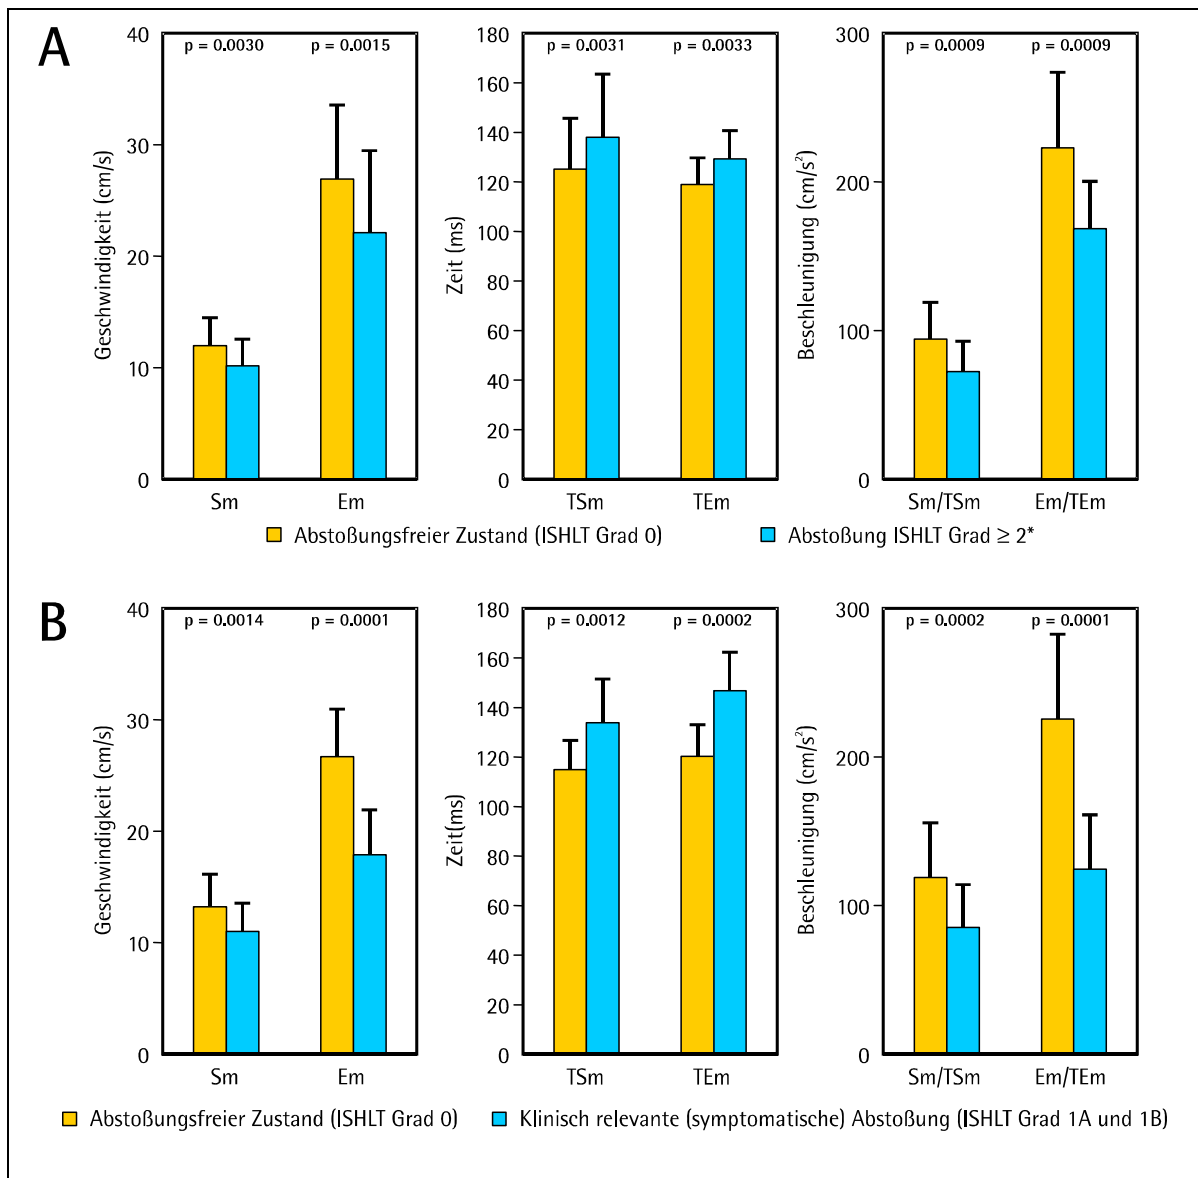 A
p = 0.0030 p = 0.0015
40
30
20
10
0
Geschwindigkeit (cm/s)
Sm Em
p = 0.0031 p = 0.0033
180
160
140
120
100
80
60
40
20
0
Zeit (ms)
TSm TEm
p = 0.0009 p = 0.0009
300
200
100
0
Beschleunigung (cm/s²)
Sm/TSm Em/TEm
Abstoßungsfreier Zustand (ISHLT Grad 0) Abstoßung ISHLT Grad ≥ 2*
B
p = 0.0014 p = 0.0001
40
30
20
10
0
Geschwindigkeit (cm/s)
Sm Em
p = 0.0012 p = 0.0002
180
160
140
120
100
80
60
40
20
0
Zeit(ms)
TSm TEm
p = 0.0002 p = 0.0001
300
200
100
0
Beschleunigung (cm/s²)
Sm/TSm Em/TEm
Abstoßungsfreier Zustand (ISHLT Grad 0) Klinisch relevante (symptomatische) Abstoßung (ISHLT Grad 1A und 1B)